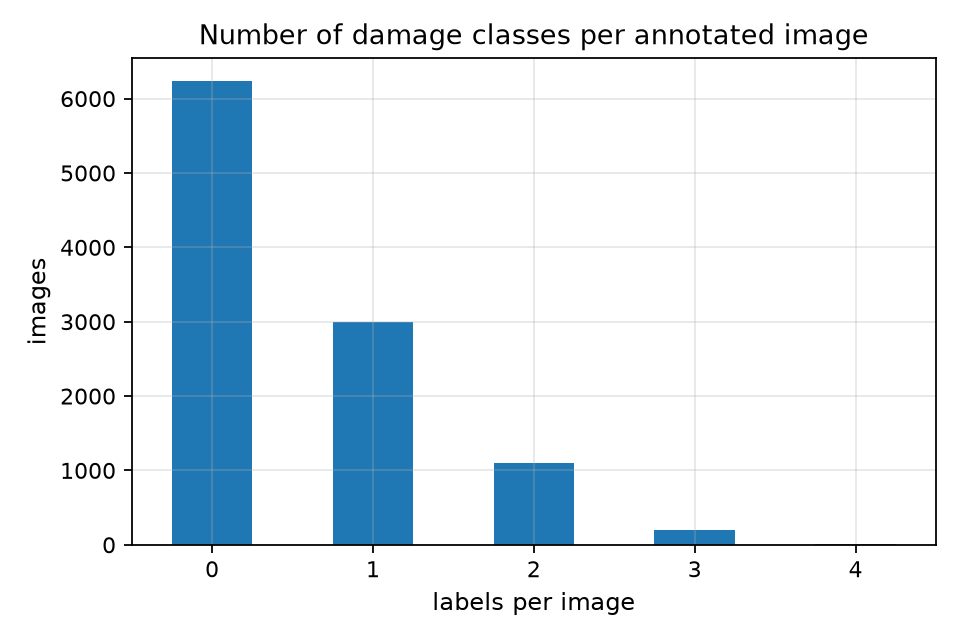 Number of damage classes per annotated image
6000
5000
4000
3000
2000
1000
0
images
0 1 2 3 4
labels per image